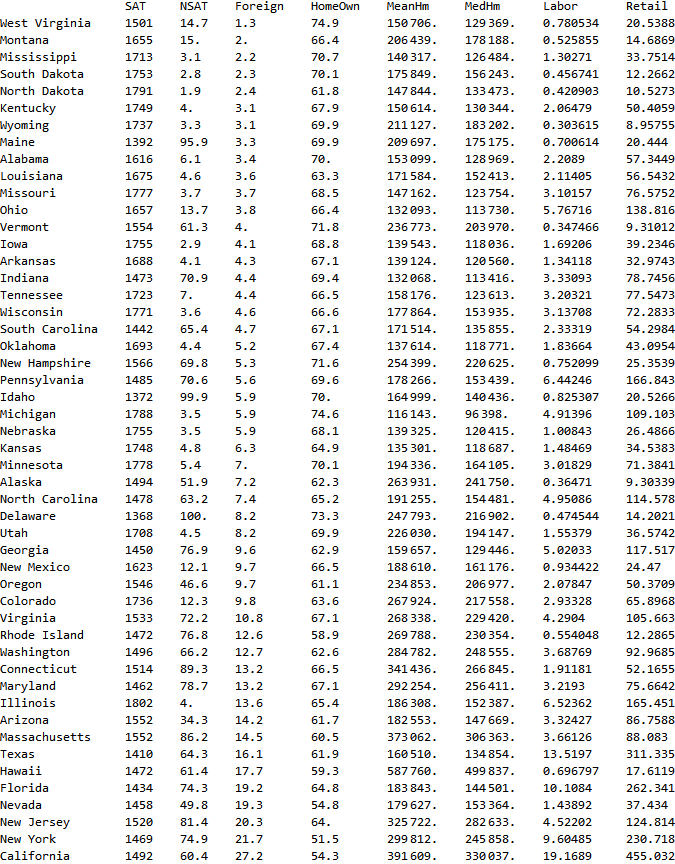 SAT NSAT Foreign HomeOwn MeanHm MedHm Labor Retail
West Virginia 1501 14.7 1.3 74.9 150706. 129369. 0.780534 20.5388
Montana 1655 15. 2. 66.4 206439. 178188. 0.525855 14.6869
Mississippi 1713 3.1 2.2 70.7 140317. 126484. 1.30271 33.7514
South Dakota 1753 2.8 2.3 70.1 175849. 156243. 0.456741 12.2662
North Dakota 1791 1.9 2.4 61.8 147844. 133473. 0.420903 10.5273
Kentucky 1749 4. 3.1 67.9 150614. 130344. 2.06479 50.4059
Wyoming 1737 3.3 3.1 69.9 211127. 183202. 0.303615 8.95755
Maine 1392 95.9 3.3 69.9 209697. 175175. 0.700614 20.444
Alabama 1616 6.1 3.4 70. 153099. 128969. 2.2089 57.3449
Louisiana 1675 4.6 3.6 63.3 171584. 152413. 2.11405 56.5432
Missouri 1777 3.7 3.7 68.5 147162. 123754. 3.10157 76.5752
Ohio 1657 13.7 3.8 66.4 132093. 113730. 5.76716 138.816
Vermont 1554 61.3 4. 71.8 236773. 203970. 0.347466 9.31012
Iowa 1755 2.9 4.1 68.8 139543. 118036. 1.69206 39.2346
Arkansas 1688 4.1 4.3 67.1 139124. 120560. 1.34118 32.9743
Indiana 1473 70.9 4.4 69.4 132068. 113416. 3.33093 78.7456
Tennessee 1723 7. 4.4 66.5 158176. 123613. 3.20321 77.5473
Wisconsin 1771 3.6 4.6 66.6 177864. 153935. 3.13708 72.2833
South Carolina 1442 65.4 4.7 67.1 171514. 135855. 2.33319 54.2984
Oklahoma 1693 4.4 5.2 67.4 137614. 118771. 1.83664 43.0954
New Hampshire 1566 69.8 5.3 71.6 254399. 220625. 0.752099 25.3539
Pennsylvania 1485 70.6 5.6 69.6 178266. 153439. 6.44246 166.843
Idaho 1372 99.9 5.9 70. 164999. 140436. 0.825307 20.5266
Michigan 1788 3.5 5.9 74.6 116143. 96398. 4.91396 109.103
Nebraska 1755 3.5 5.9 68.1 139325. 120415. 1.00843 26.4866
Kansas 1748 4.8 6.3 64.9 135301. 118687. 1.48469 34.5383
Minnesota 1778 5.4 7. 70.1 194336. 164105. 3.01829 71.3841
Alaska 1494 51.9 7.2 62.3 263931. 241750. 0.36471 9.30339
North Carolina 1478 63.2 7.4 65.2 191255. 154481. 4.95086 114.578
Delaware 1368 100. 8.2 73.3 247793. 216902. 0.474544 14.2021
Utah 1708 4.5 8.2 69.9 226030. 194147. 1.55379 36.5742
Georgia 1450 76.9 9.6 62.9 159657. 129446. 5.02033 117.517
New Mexico 1623 12.1 9.7 66.5 188610. 161176. 0.934422 24.47
Oregon 1546 46.6 9.7 61.1 234853. 206977. 2.07847 50.3709
Colorado 1736 12.3 9.8 63.6 267924. 217558. 2.93328 65.8968
Virginia 1533 72.2 10.8 67.1 268338. 229420. 4.2904 105.663
Rhode Island 1472 76.8 12.6 58.9 269788. 230354. 0.554048 12.2865
Washington 1496 66.2 12.7 62.6 284782. 248555. 3.68769 92.9685
Connecticut 1514 89.3 13.2 66.5 341436. 266845. 1.91181 52.1655
Maryland 1462 78.7 13.2 67.1 292254. 256411. 3.2193 75.6642
Illinois 1802 4. 13.6 65.4 186308. 152387. 6.52362 165.451
Arizona 1552 34.3 14.2 61.7 182553. 147669. 3.32427 86.7588
Massachusetts 1552 86.2 14.5 60.5 373062. 306363. 3.66126 88.083
Texas 1410 64.3 16.1 61.9 160510. 134854. 13.5197 311.335
Hawaii 1472 61.4 17.7 59.3 587760. 499837. 0.696797 17.6119
Florida 1434 74.3 19.2 64.8 183843. 144501. 10.1084 262.341
Nevada 1458 49.8 19.3 54.8 179627. 153364. 1.43892 37.434
New Jersey 1520 81.4 20.3 64. 325722. 282633. 4.52202 124.814
New York 1469 74.9 21.7 51.5 299812. 245858. 9.60485 230.718
California 1492 60.4 27.2 54.3 391609. 330037. 19.1689 455.032